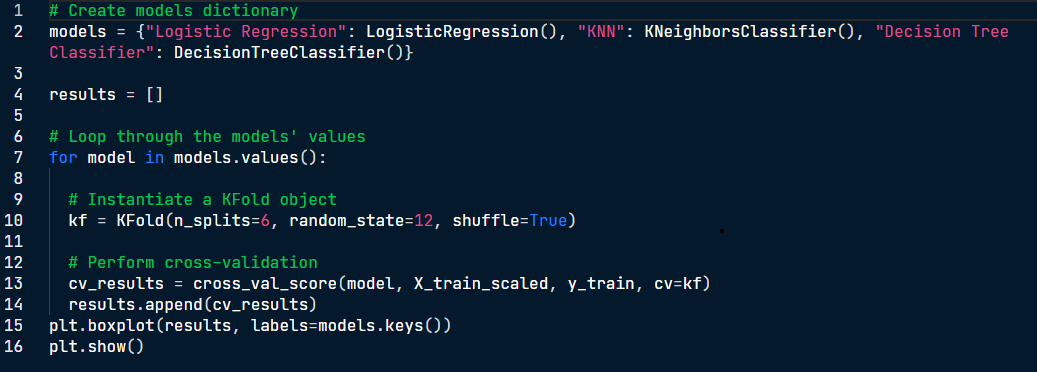 1 # Create models dictionary
2 models = {"Logistic Regression": LogisticRegression(), "KNN": KNeighborsClassifier(), "Decision Tree
Classifier": DecisionTreeClassifier()}
3
4 results = []
5
6 # Loop through the models' values
7 for model in models.values():
8
9   # Instantiate a KFold object
10   kf = KFold(n_splits=6, random_state=12, shuffle=True)
11
12   # Perform cross-validation
13   cv_results = cross_val_score(model, X_train_scaled, y_train, cv=kf)
14   results.append(cv_results)
15 plt.boxplot(results, labels=models.keys())
16 plt.show()